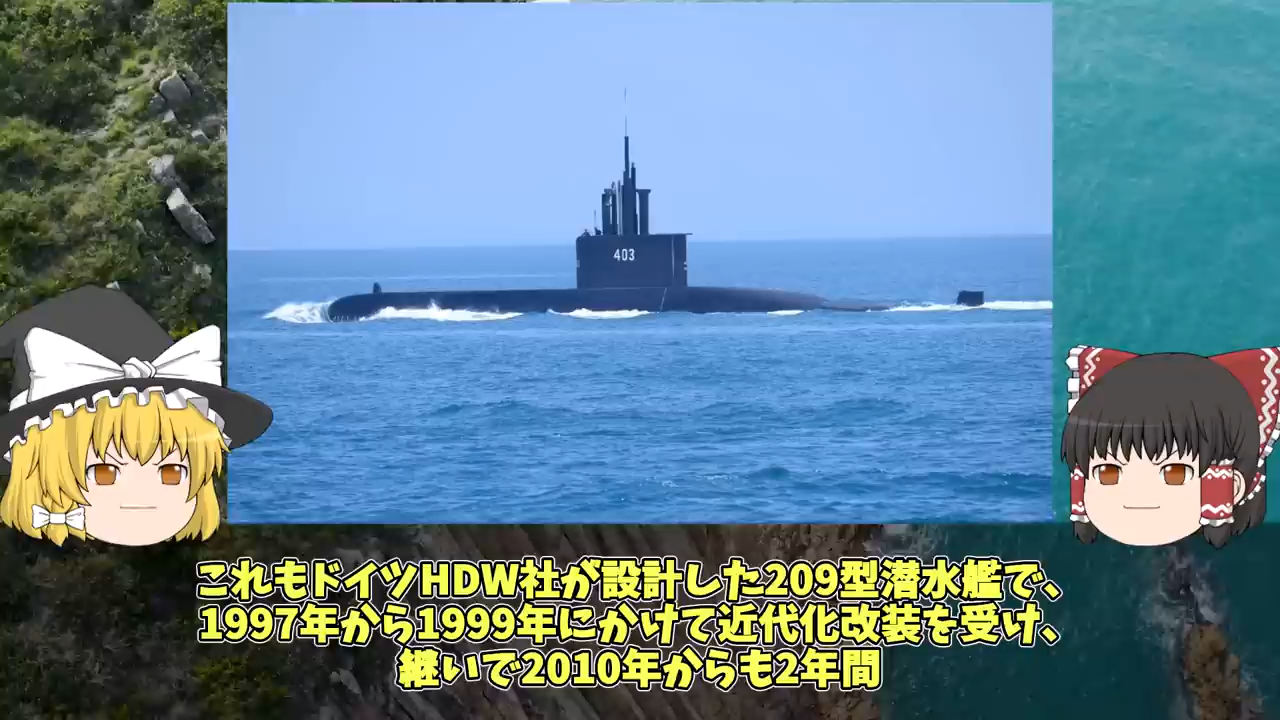 403
これもドイツHDW社が設計した209型潜水艦で、
1997年から1999年にかけて近代化改装を受け、
継いで2010年からも2年間